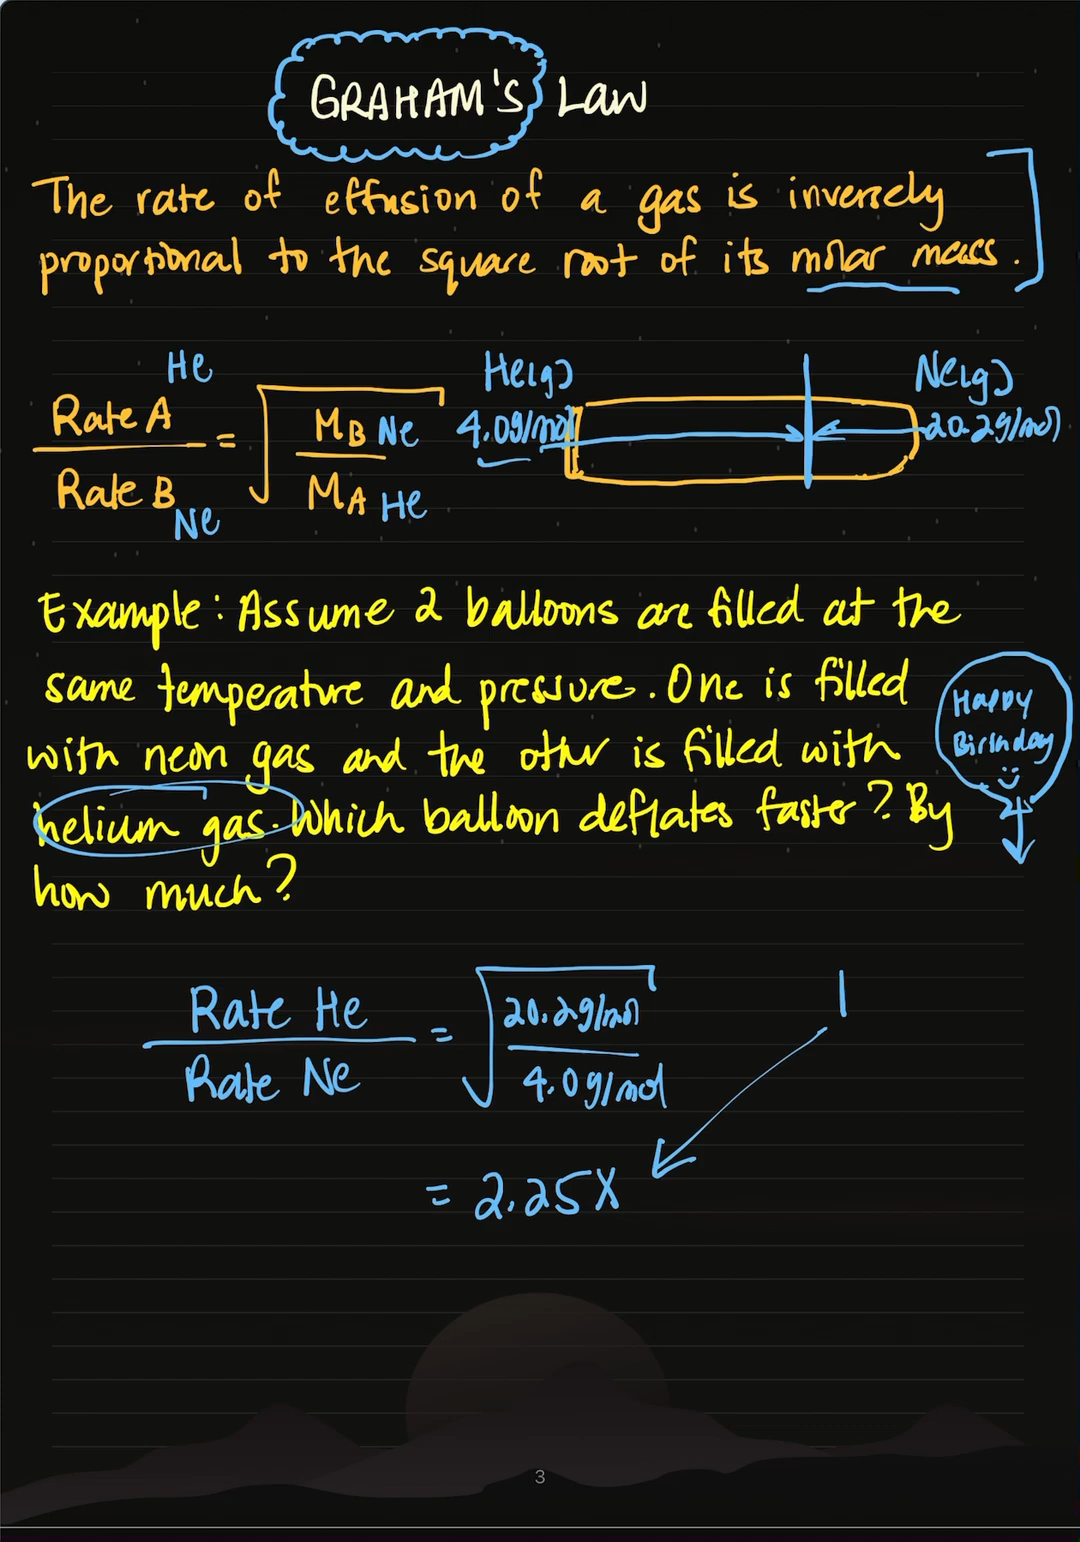 GRAHAM'S LAW
The rate of effusion of a gas is inversely
proportional to the square root of its molar mass.
He
Rate A
Rate B
Ne
=
√
MB Ne
MA He
He(g)
4.0g/mol
Ne(g)
20.2g/mol
Example: Assume 2 balloons are filled at the
same temperature and pressure. One is filled
with neon gas and the other is filled with
helium gas. Which balloon deflates faster? By
how much?
Happy
Birthday
Rate He
Rate Ne
=
√
20.2g/mol
4.0g/mol
1
= 2.25X
3